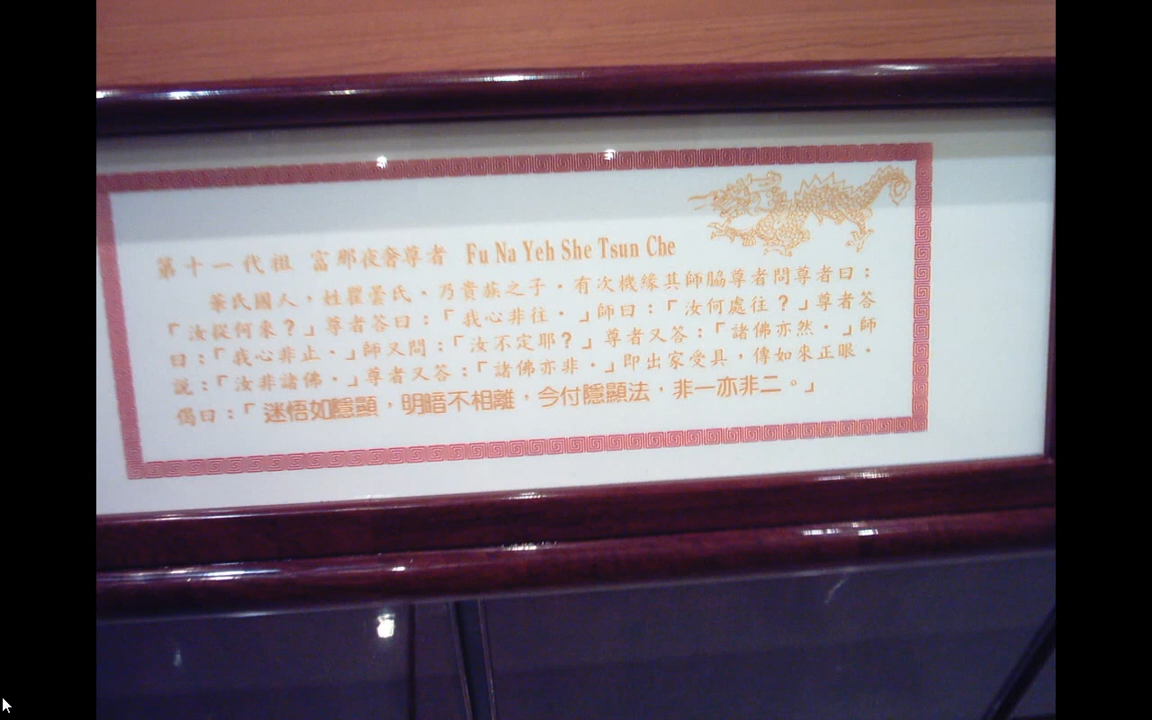 第十一代祖 富那夜奢尊者 Fu Na Yeh She Tsun Che
華氏國人，姓瞿曇氏．乃貴族之子．有次機緣其師脇尊者問尊者曰：
「汝從何來？」尊者答曰：「我心非往．」師曰：「汝何處往？」尊者答
曰：「我心非止．」師又問：「汝不定耶？」尊者又答：「諸佛亦然．」師
說：「汝非諸佛．」尊者又答：「諸佛亦非．」即出家受具，傳如來正眼．
偈曰：「迷悟如隱顯，明暗不相離，今付隱顯法，非一亦非二。」